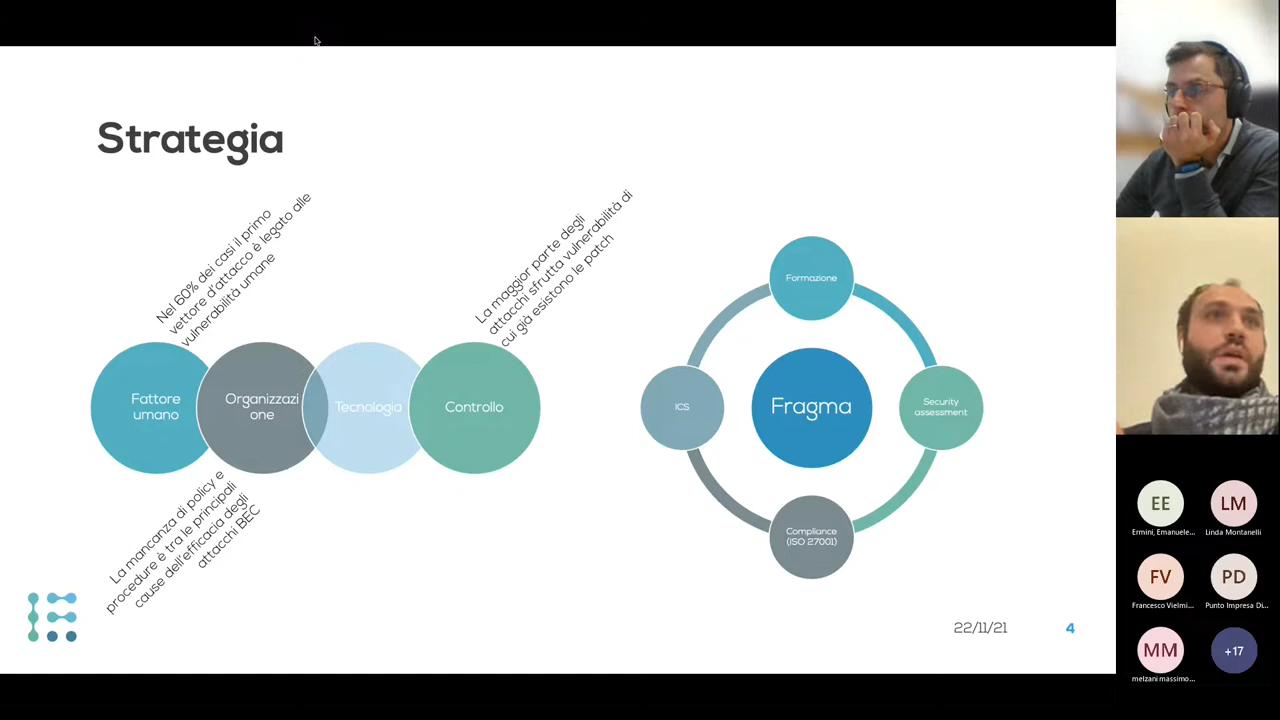 Strategia
Nel 60% dei casi il primo
vettore d'attacco è legato alle
vulnerabilità umane
La maggior parte degli
attacchi sfrutta vulnerabilità di
cui già esistono le patch
Fattore
umano
Organizzazi
one
Tecnologia
Controllo
La mancanza di policy e
procedure è tra le principali
cause dell'efficacia degli
attacchi BEC
Formazione
ICS
Fragma
Security
assessment
Compliance
(ISO 27001)
22/11/21
4
EE
Ermini, Emanuele...
LM
Linda Montanelli
FV
Francesco Vielmi...
PD
Punto Impresa Di...
MM
melzani massimo...
+17